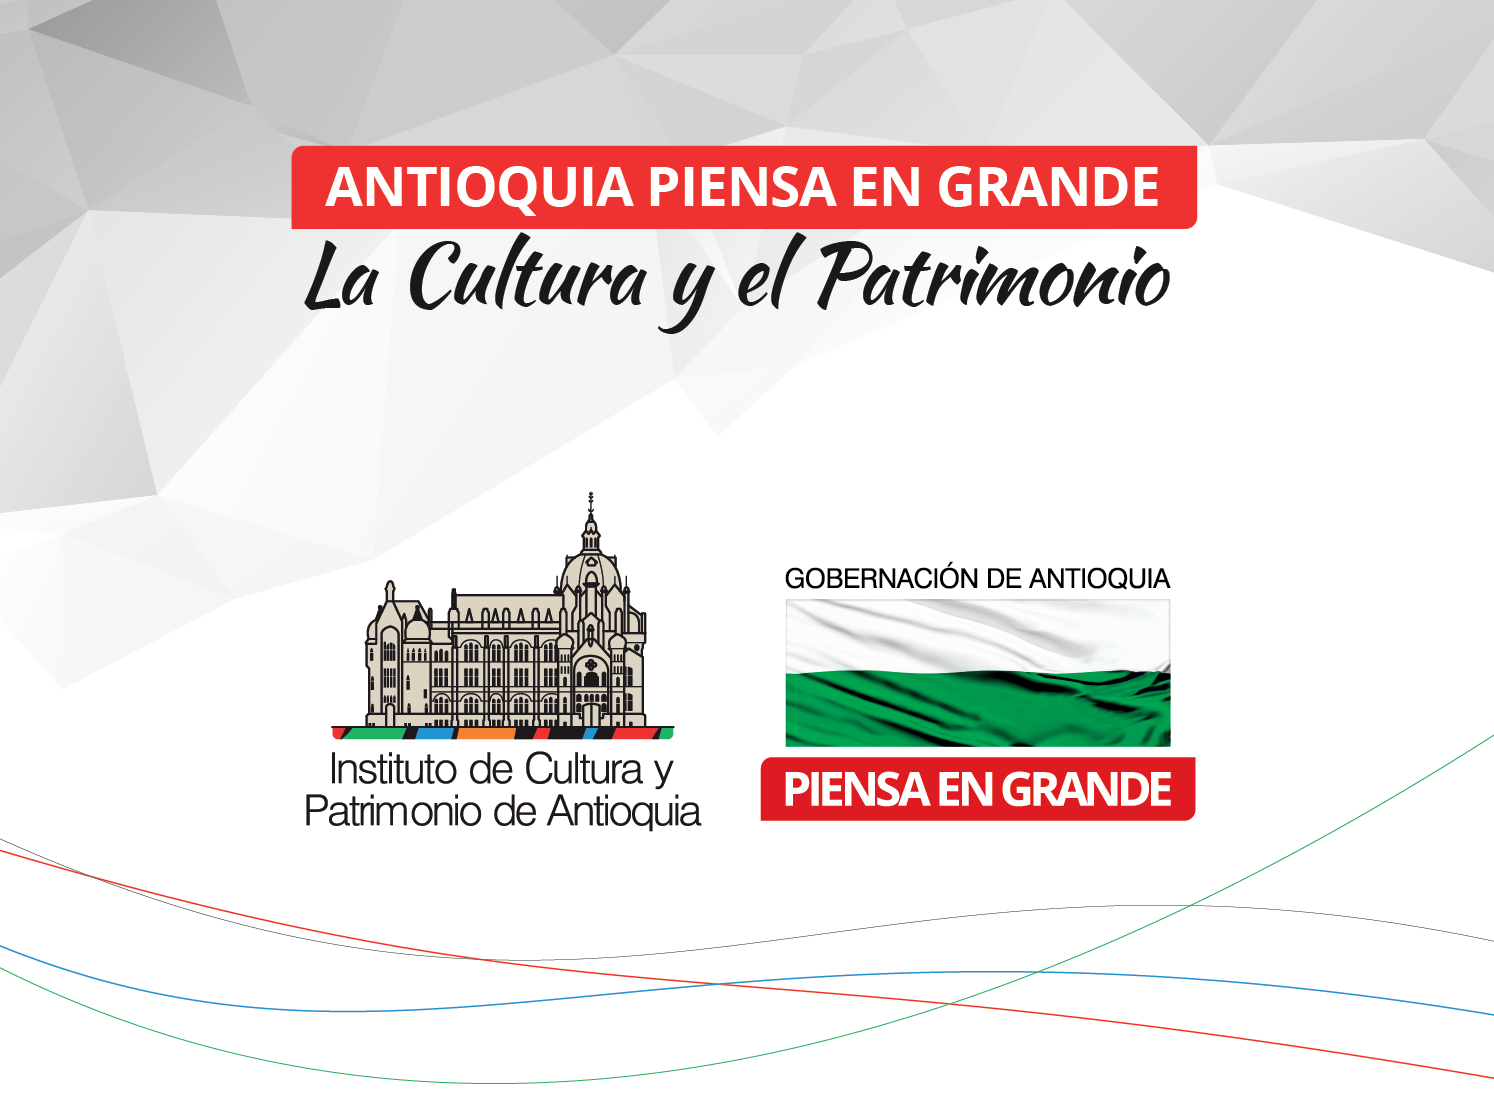 ANTIOQUIA PIENSA EN GRANDE
La Cultura y el Patrimonio
Instituto de Cultura y
Patrimonio de Antioquia
GOBERNACIÓN DE ANTIOQUIA
PIENSA EN GRANDE